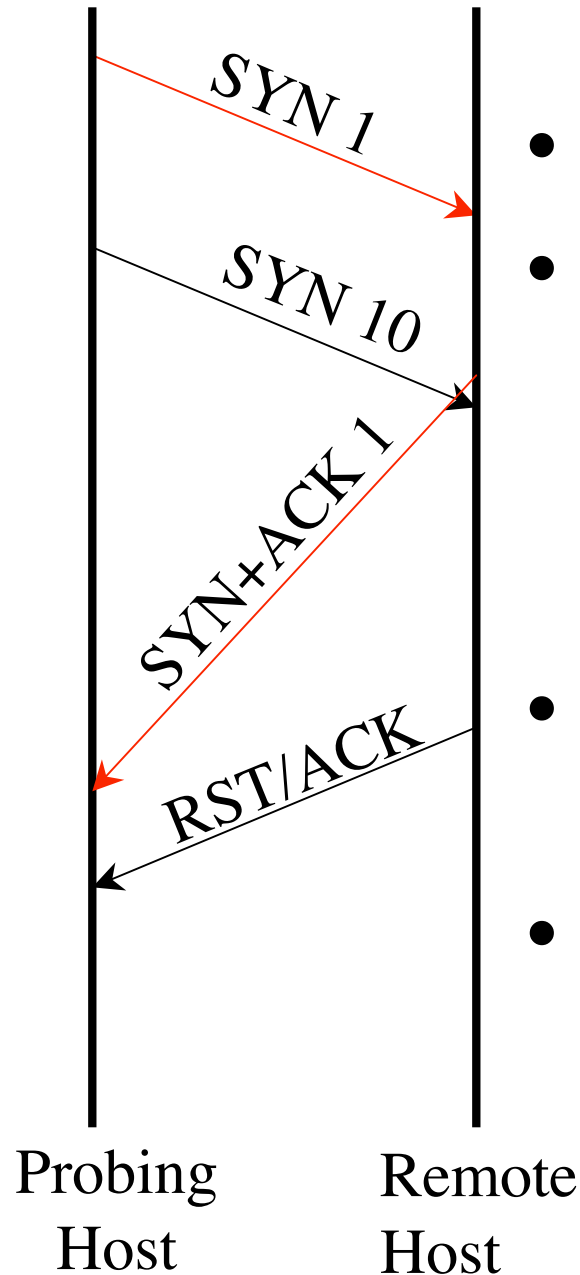 SYN 1
SYN 10
SYN+ACK 1
RST/ACK
Probing
Host
Remote
Host